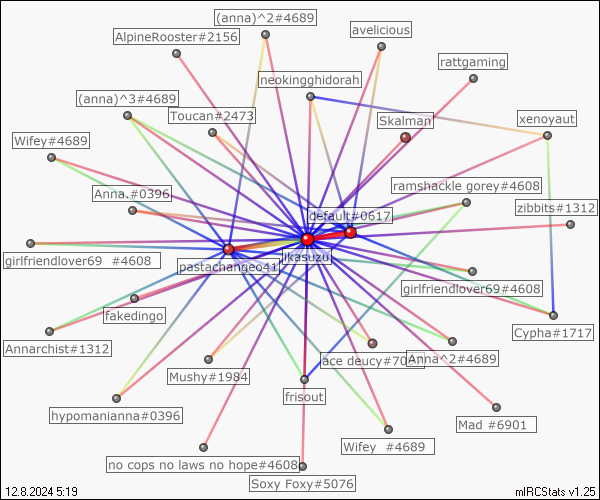 (anna)^2#4689
avelicious
AlpineRooster#2156
rattgaming
neokingghidorah
(anna)^3#4689
Toucan#2473
Skalman
xenoyaut
Wifey#4689
ramshackle gorey#4608
Anna.#0396
zibbits#1312
default#0617
ikasuzu
girlfriendlover69 #4608
pastachangeo41
girlfriendlover69#4608
fakedingo
Cypha#1717
Annarchist#1312
ace deucy#70
Anna^2#4689
Mushy#1984
frisout
hypomanianna#0396
Mad #6901
Wifey #4689
no cops no laws no hope#4608
Soxy Foxy#5076
12.8.2024 5:19
mIRCStats v1.25